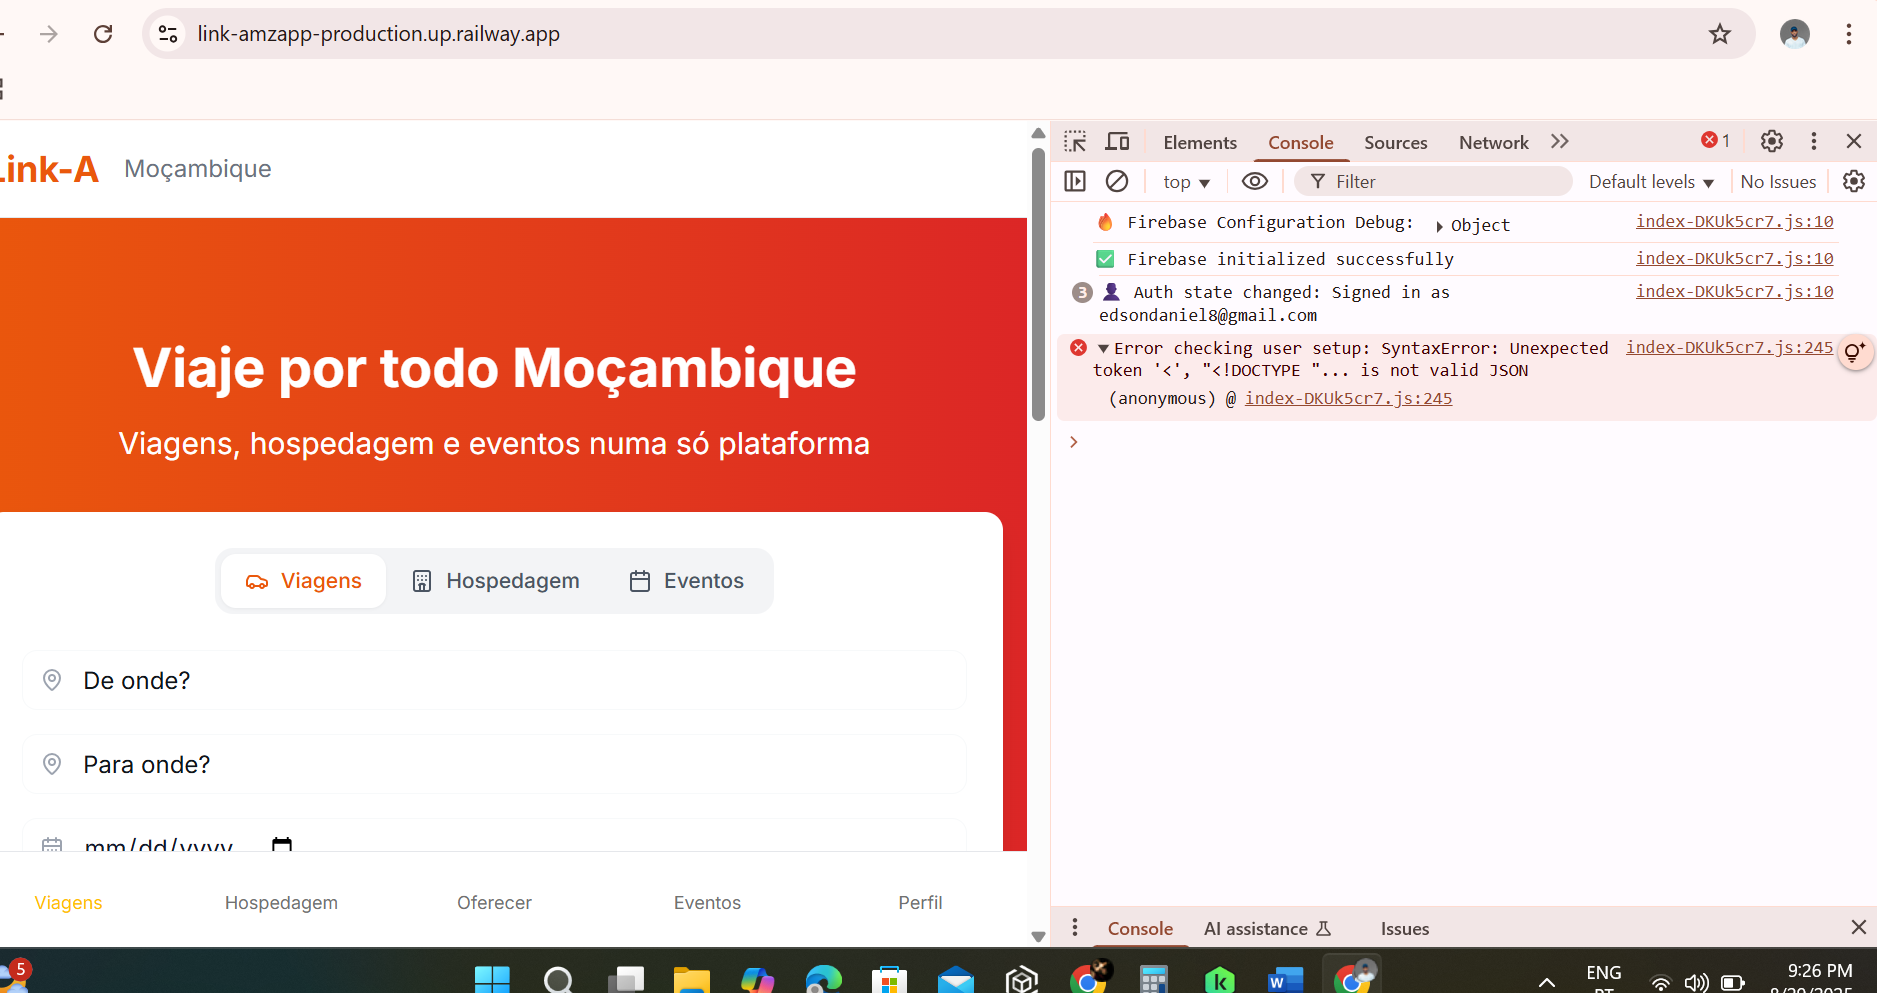 link-amzapp-production.up.railway.app
Link-A Moçambique
Viaje por todo Moçambique
Viagens, hospedagem e eventos numa só plataforma
Viagens Hospedagem Eventos
De onde?
Para onde?
mm/dd/yyyy
Viagens Hospedagem Oferecer Eventos Perfil
Elements Console Sources Network 1
top Filter Default levels No Issues
Firebase Configuration Debug: Object index-DKUk5cr7.js:10
Firebase initialized successfully index-DKUk5cr7.js:10
3 Auth state changed: Signed in as index-DKUk5cr7.js:10
edsondaniel8@gmail.com
Error checking user setup: SyntaxError: Unexpected index-DKUk5cr7.js:245
token '<', "<!DOCTYPE "... is not valid JSON
(anonymous) @ index-DKUk5cr7.js:245
Console AI assistance Issues
5
ENG 9:26 PM